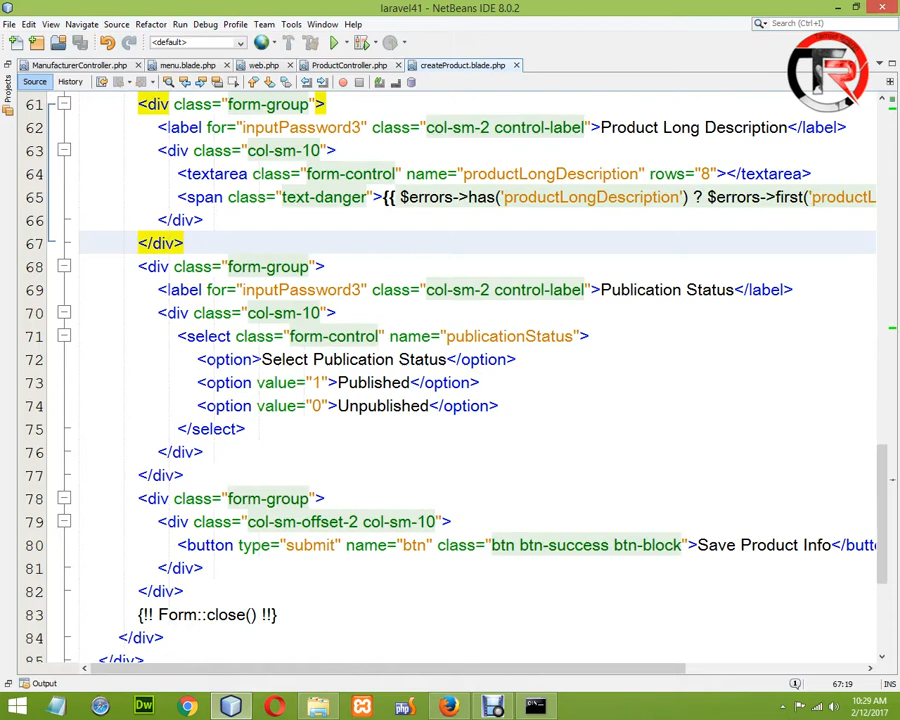 laravel41 - NetBeans IDE 8.0.2
File Edit View Navigate Source Refactor Run Debug Profile Team Tools Window Help
Search (Ctrl+I)
<default>
ManufacturerController.php menu.blade.php web.php ProductController.php createProduct.blade.php
Source History
Projects
TR
61 <div class="form-group">
62 <label for="inputPassword3" class="col-sm-2 control-label">Product Long Description</label>
63 <div class="col-sm-10">
64 <textarea class="form-control" name="productLongDescription" rows="8"></textarea>
65 <span class="text-danger">{{ $errors->has('productLongDescription') ? $errors->first('productL
66 </div>
67 </div>
68 <div class="form-group">
69 <label for="inputPassword3" class="col-sm-2 control-label">Publication Status</label>
70 <div class="col-sm-10">
71 <select class="form-control" name="publicationStatus">
72 <option>Select Publication Status</option>
73 <option value="1">Published</option>
74 <option value="0">Unpublished</option>
75 </select>
76 </div>
77 </div>
78 <div class="form-group">
79 <div class="col-sm-offset-2 col-sm-10">
80 <button type="submit" name="btn" class="btn btn-success btn-block">Save Product Info</butt
81 </div>
82 </div>
83 {!! Form::close() !!}
84 </div>
85 </div>
Output
67:19 INS
Dw
php
10:29 AM
2/12/2017